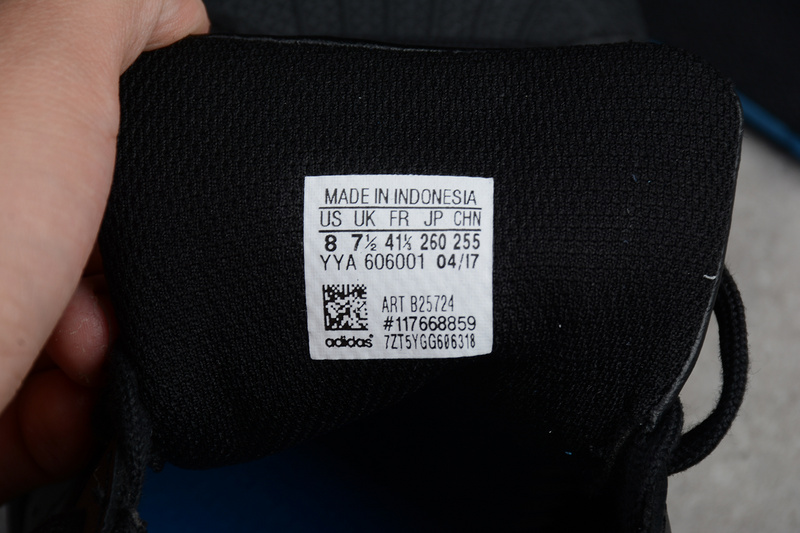 MADE IN INDONESIA
US UK FR JP CHN
8 7½ 41⅓ 260 255
YYA 606001 04/17
ART B25724
#117668859
adidas® 7ZT5YGG606318